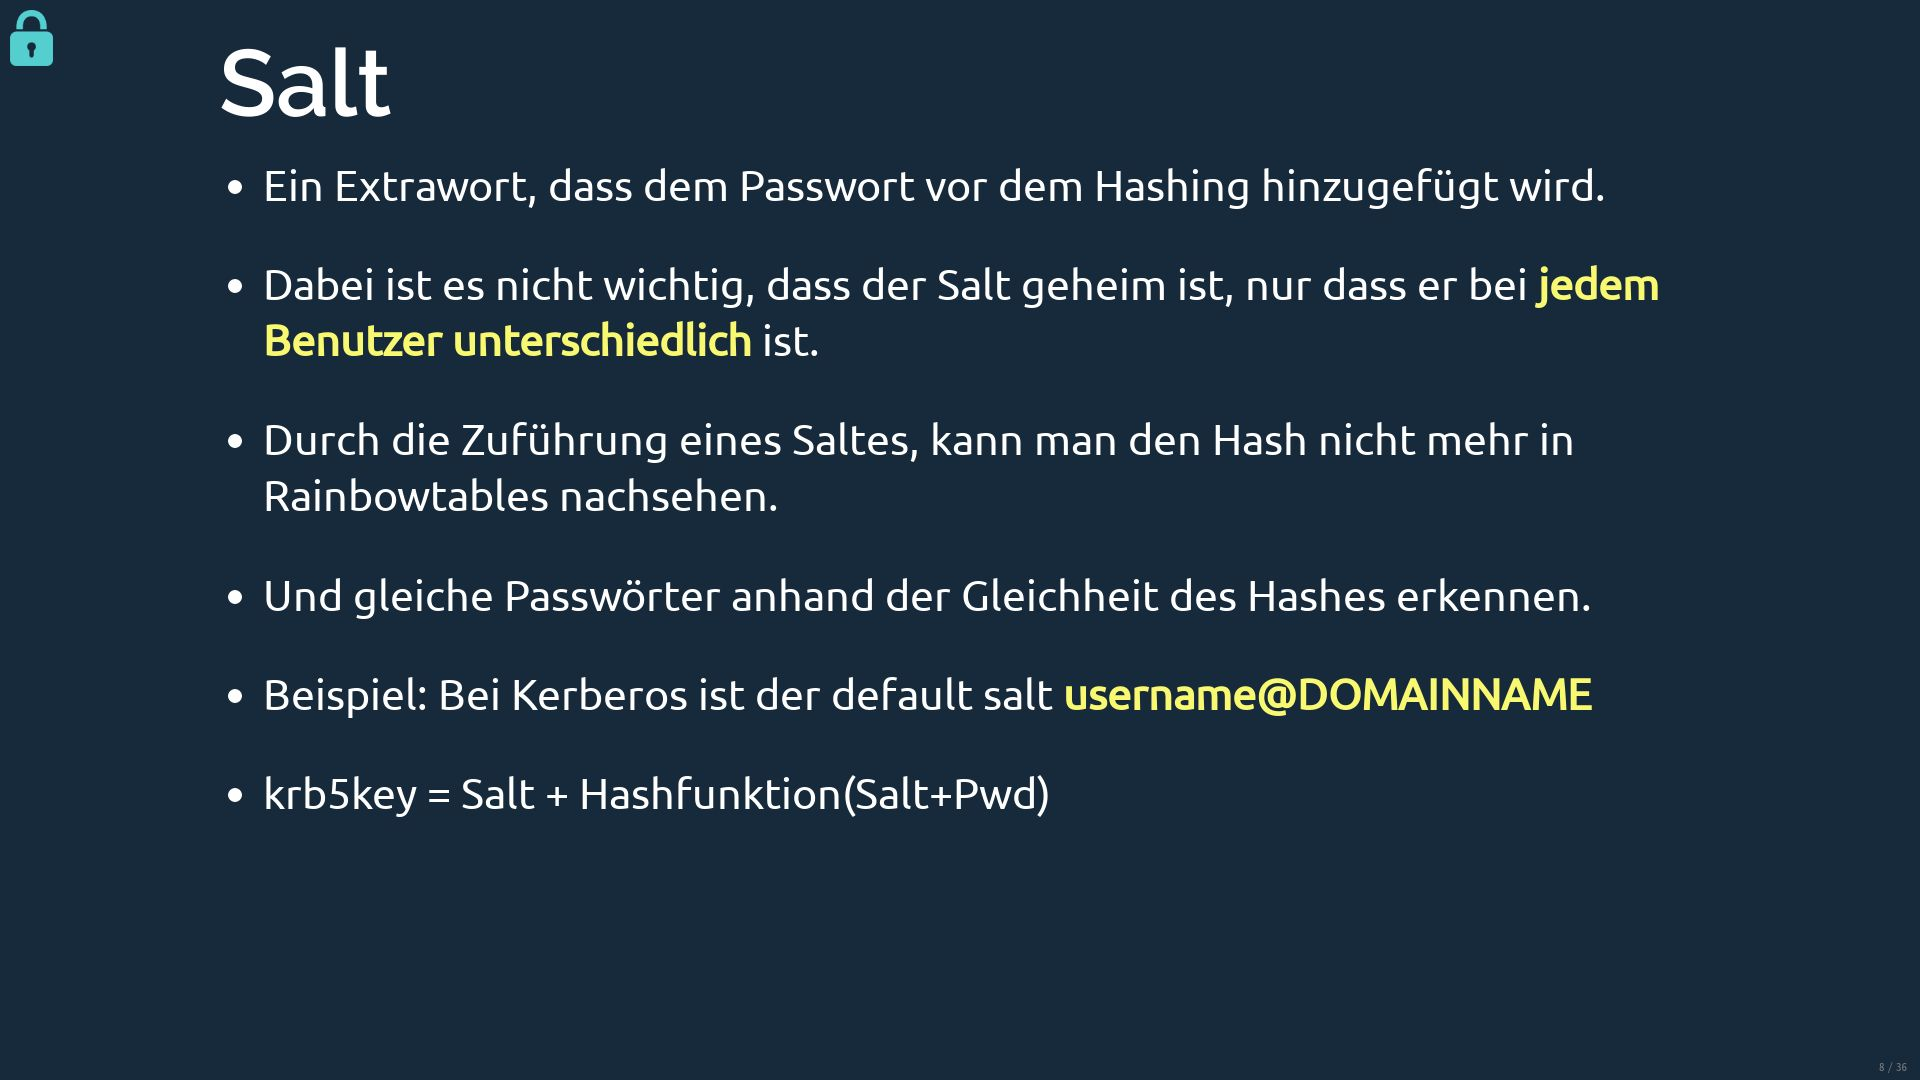 Salt
• Ein Extrawort, dass dem Passwort vor dem Hashing hinzugefügt wird.
• Dabei ist es nicht wichtig, dass der Salt geheim ist, nur dass er bei jedem
Benutzer unterschiedlich ist.
• Durch die Zuführung eines Saltes, kann man den Hash nicht mehr in
Rainbowtables nachsehen.
• Und gleiche Passwörter anhand der Gleichheit des Hashes erkennen.
• Beispiel: Bei Kerberos ist der default salt username@DOMAINNAME
• krb5key = Salt + Hashfunktion(Salt+Pwd)
8 / 36